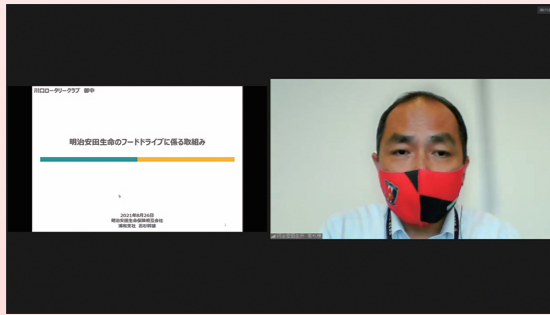 川口ロータリークラブ 御中
明治安田生命のフードドライブに係る取組み
2021年8月26日
明治安田生命保険相互会社